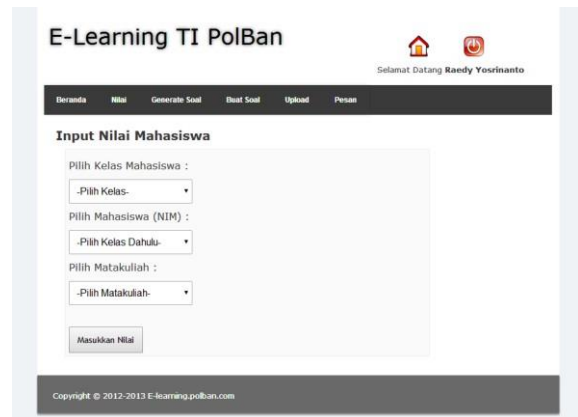 E-Learning TI PolBan
Selamat Datang Raedy Yosrinanto
Beranda Nilai Generate Soal Buat Soal Upload Pesan
Input Nilai Mahasiswa
Pilih Kelas Mahasiswa :
-Pilih Kelas-
Pilih Mahasiswa (NIM) :
-Pilih Kelas Dahulu-
Pilih Matakuliah :
-Pilih Matakuliah-
Masukkan Nilai
Copyright © 2012-2013 E-learning.polban.com